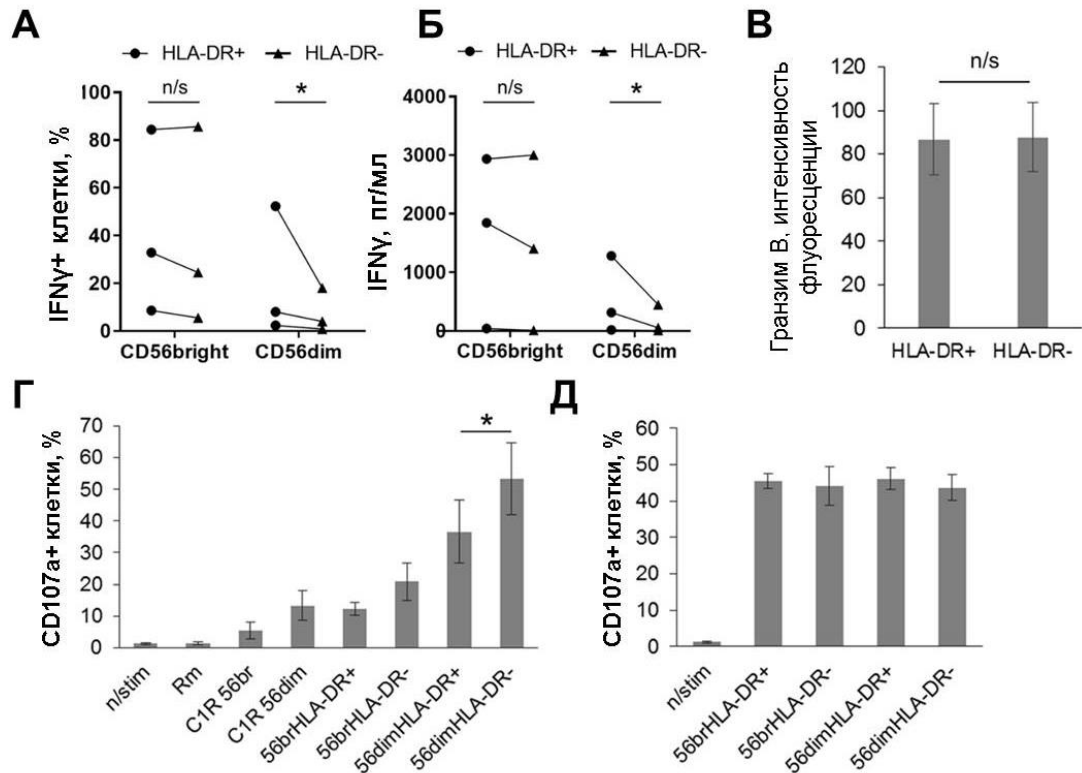 А
HLA-DR+
HLA-DR-
IFNγ+ клетки, %
100
80
60
40
20
0
n/s
*
CD56bright
CD56dim
Б
HLA-DR+
HLA-DR-
IFNγ, пг/мл
4000
3000
2000
1000
0
n/s
*
CD56bright
CD56dim
В
Гранзим В, интенсивность
флуоресценции
120
100
80
60
40
20
0
n/s
HLA-DR+
HLA-DR-
Г
CD107a+ клетки, %
70
60
50
40
30
20
10
0
*
n/stim
Rm
C1R 56br
C1R 56dim
56brHLA-DR+
56brHLA-DR-
56dimHLA-DR+
56dimHLA-DR-
Д
CD107a+ клетки, %
60
50
40
30
20
10
0
n/stim
56brHLA-DR+
56brHLA-DR-
56dimHLA-DR+
56dimHLA-DR-